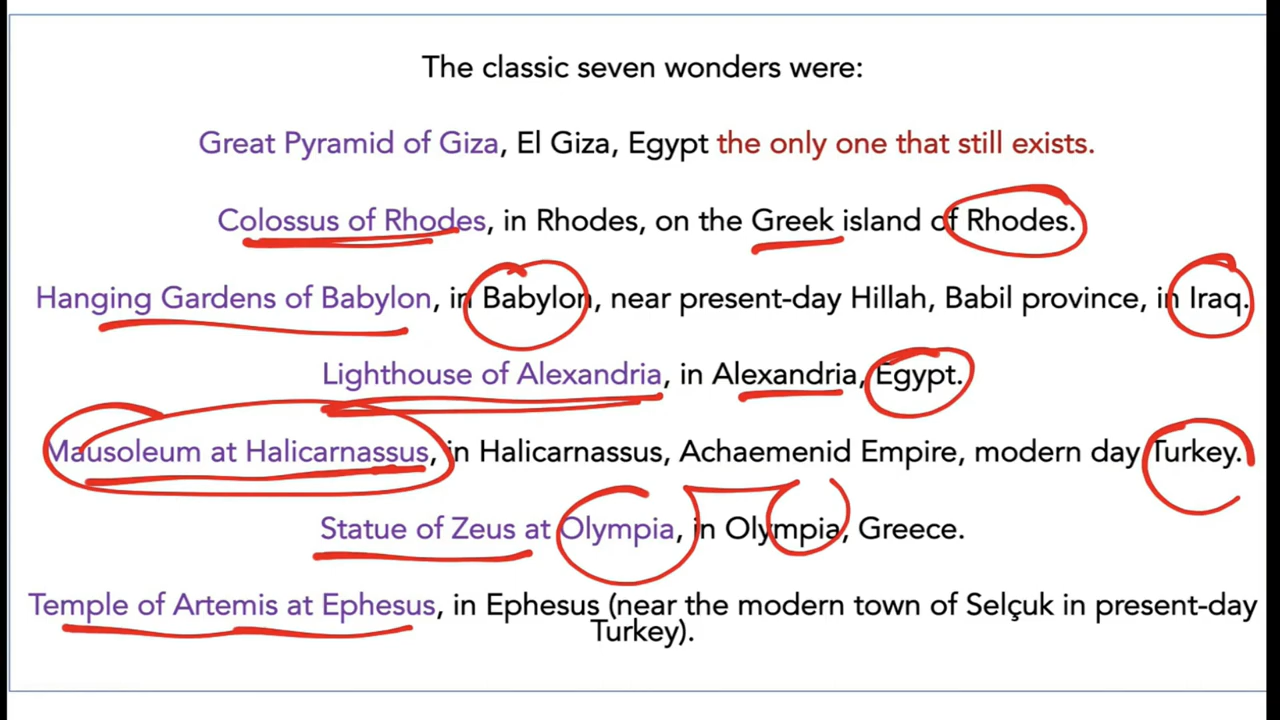 The classic seven wonders were:
Great Pyramid of Giza, El Giza, Egypt the only one that still exists.
Colossus of Rhodes, in Rhodes, on the Greek island of Rhodes.
Hanging Gardens of Babylon, in Babylon, near present-day Hillah, Babil province, in Iraq.
Lighthouse of Alexandria, in Alexandria, Egypt.
Mausoleum at Halicarnassus, in Halicarnassus, Achaemenid Empire, modern day Turkey.
Statue of Zeus at Olympia, in Olympia, Greece.
Temple of Artemis at Ephesus, in Ephesus (near the modern town of Selçuk in present-day
Turkey).